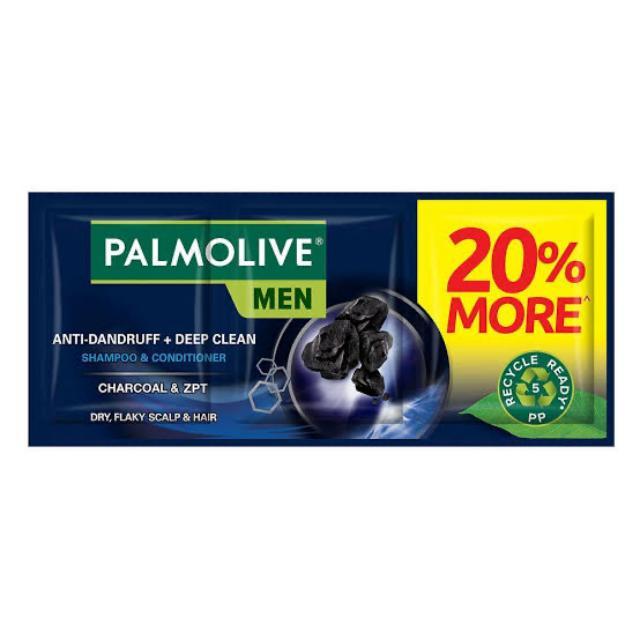 PALMOLIVE®
MEN
ANTI-DANDRUFF + DEEP CLEAN
SHAMPOO & CONDITIONER
CHARCOAL & ZPT
DRY, FLAKY SCALP & HAIR
20%
MORE^
RECYCLE READY*
5
PP